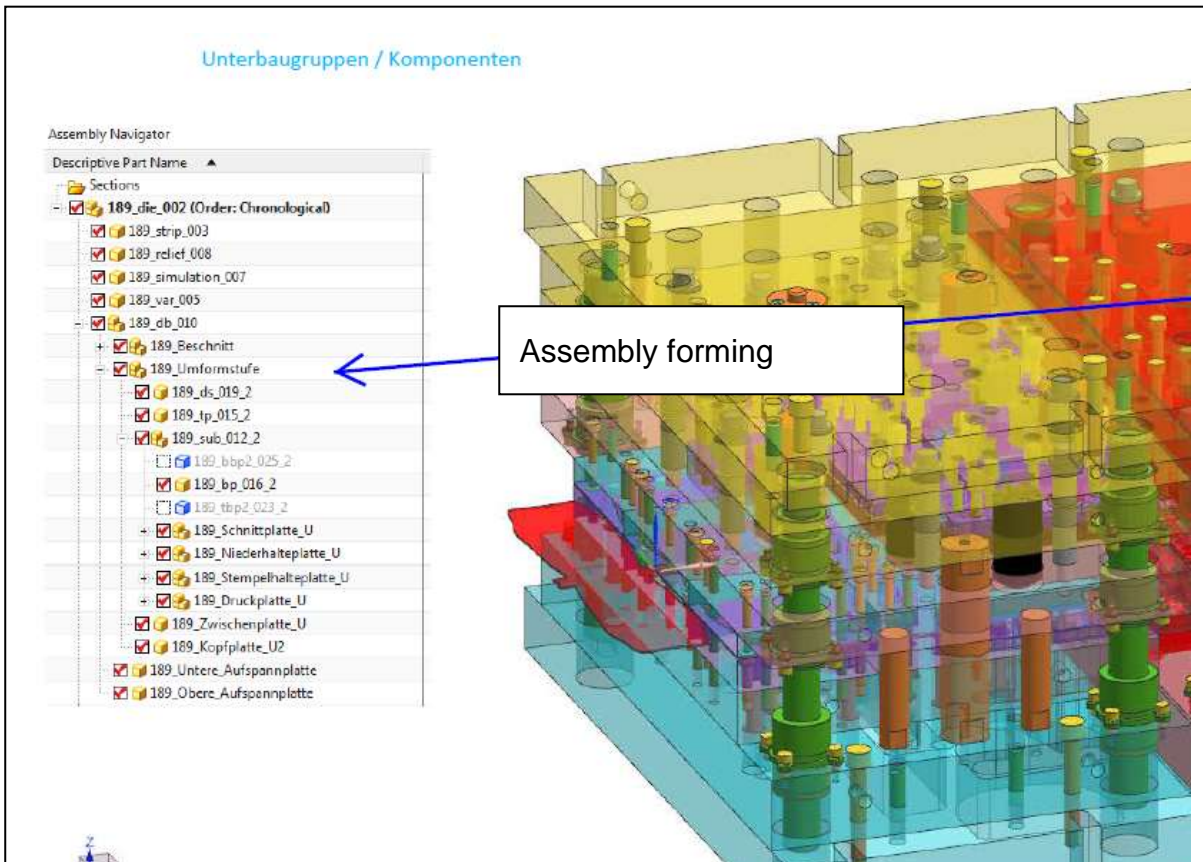 Unterbaugruppen / Komponenten
Assembly Navigator
Descriptive Part Name
Sections
189_die_002 (Order: Chronological)
189_strip_003
189_relief_008
189_simulation_007
189_var_005
189_db_010
189_Beschnitt
189_Umformstufe
189_ds_019_2
189_tp_015_2
189_sub_012_2
189_bbp2_025_2
189_bp_016_2
189_tbp2_023_2
189_Schnittplatte_U
189_Niederhalteplatte_U
189_Stempelhalteplatte_U
189_Druckplatte_U
189_Zwischenplatte_U
189_Kopfplatte_U2
189_Untere_Aufspannplatte
189_Obere_Aufspannplatte
Assembly forming
Z